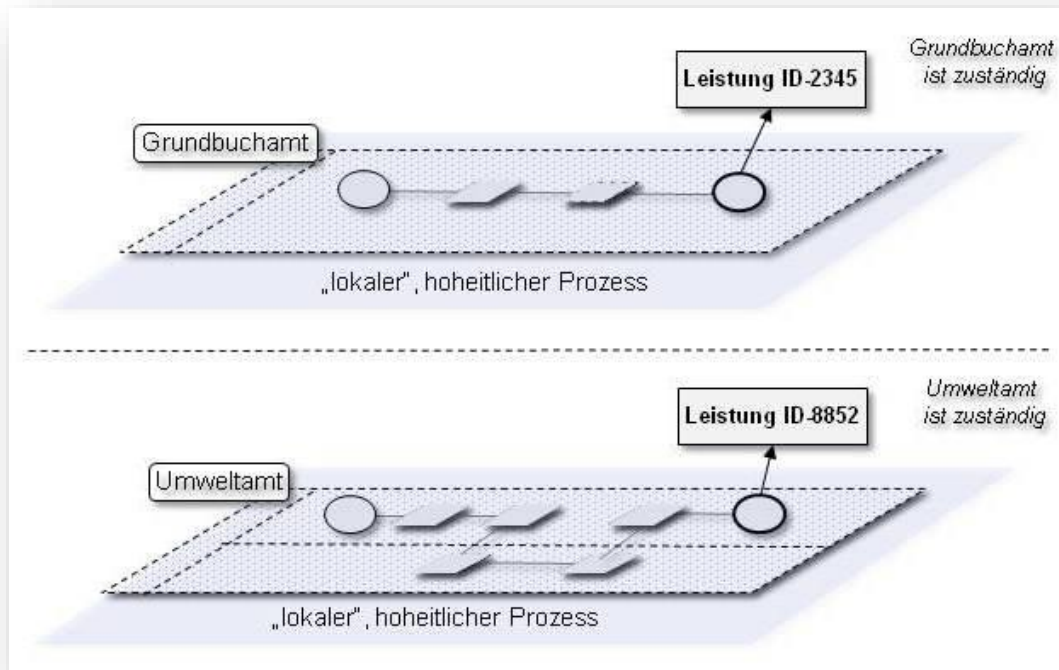 Grundbuchamt
ist zuständig
Leistung ID-2345
Grundbuchamt
„lokaler“, hoheitlicher Prozess
Umweltamt
ist zuständig
Leistung ID-8852
Umweltamt
„lokaler“, hoheitlicher Prozess